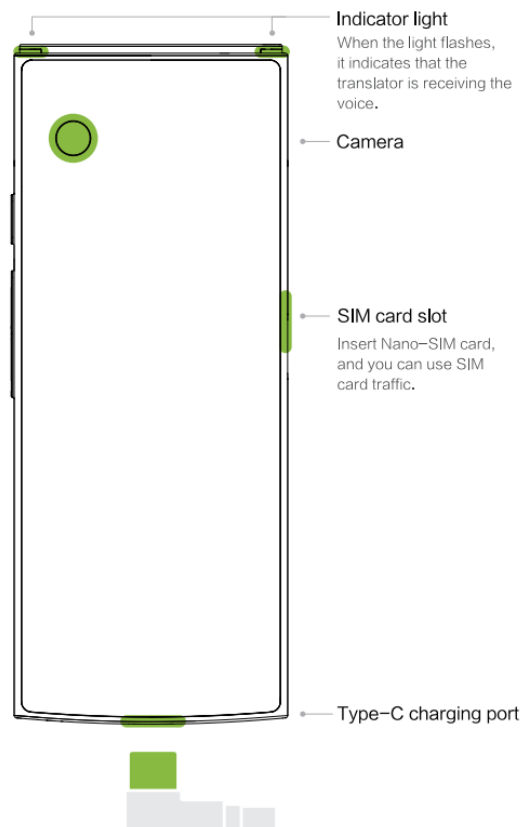 Indicator light
When the light flashes,
it indicates that the
translator is receiving the
voice.
Camera
SIM card slot
Insert Nano-SIM card,
and you can use SIM
card traffic.
Type-C charging port